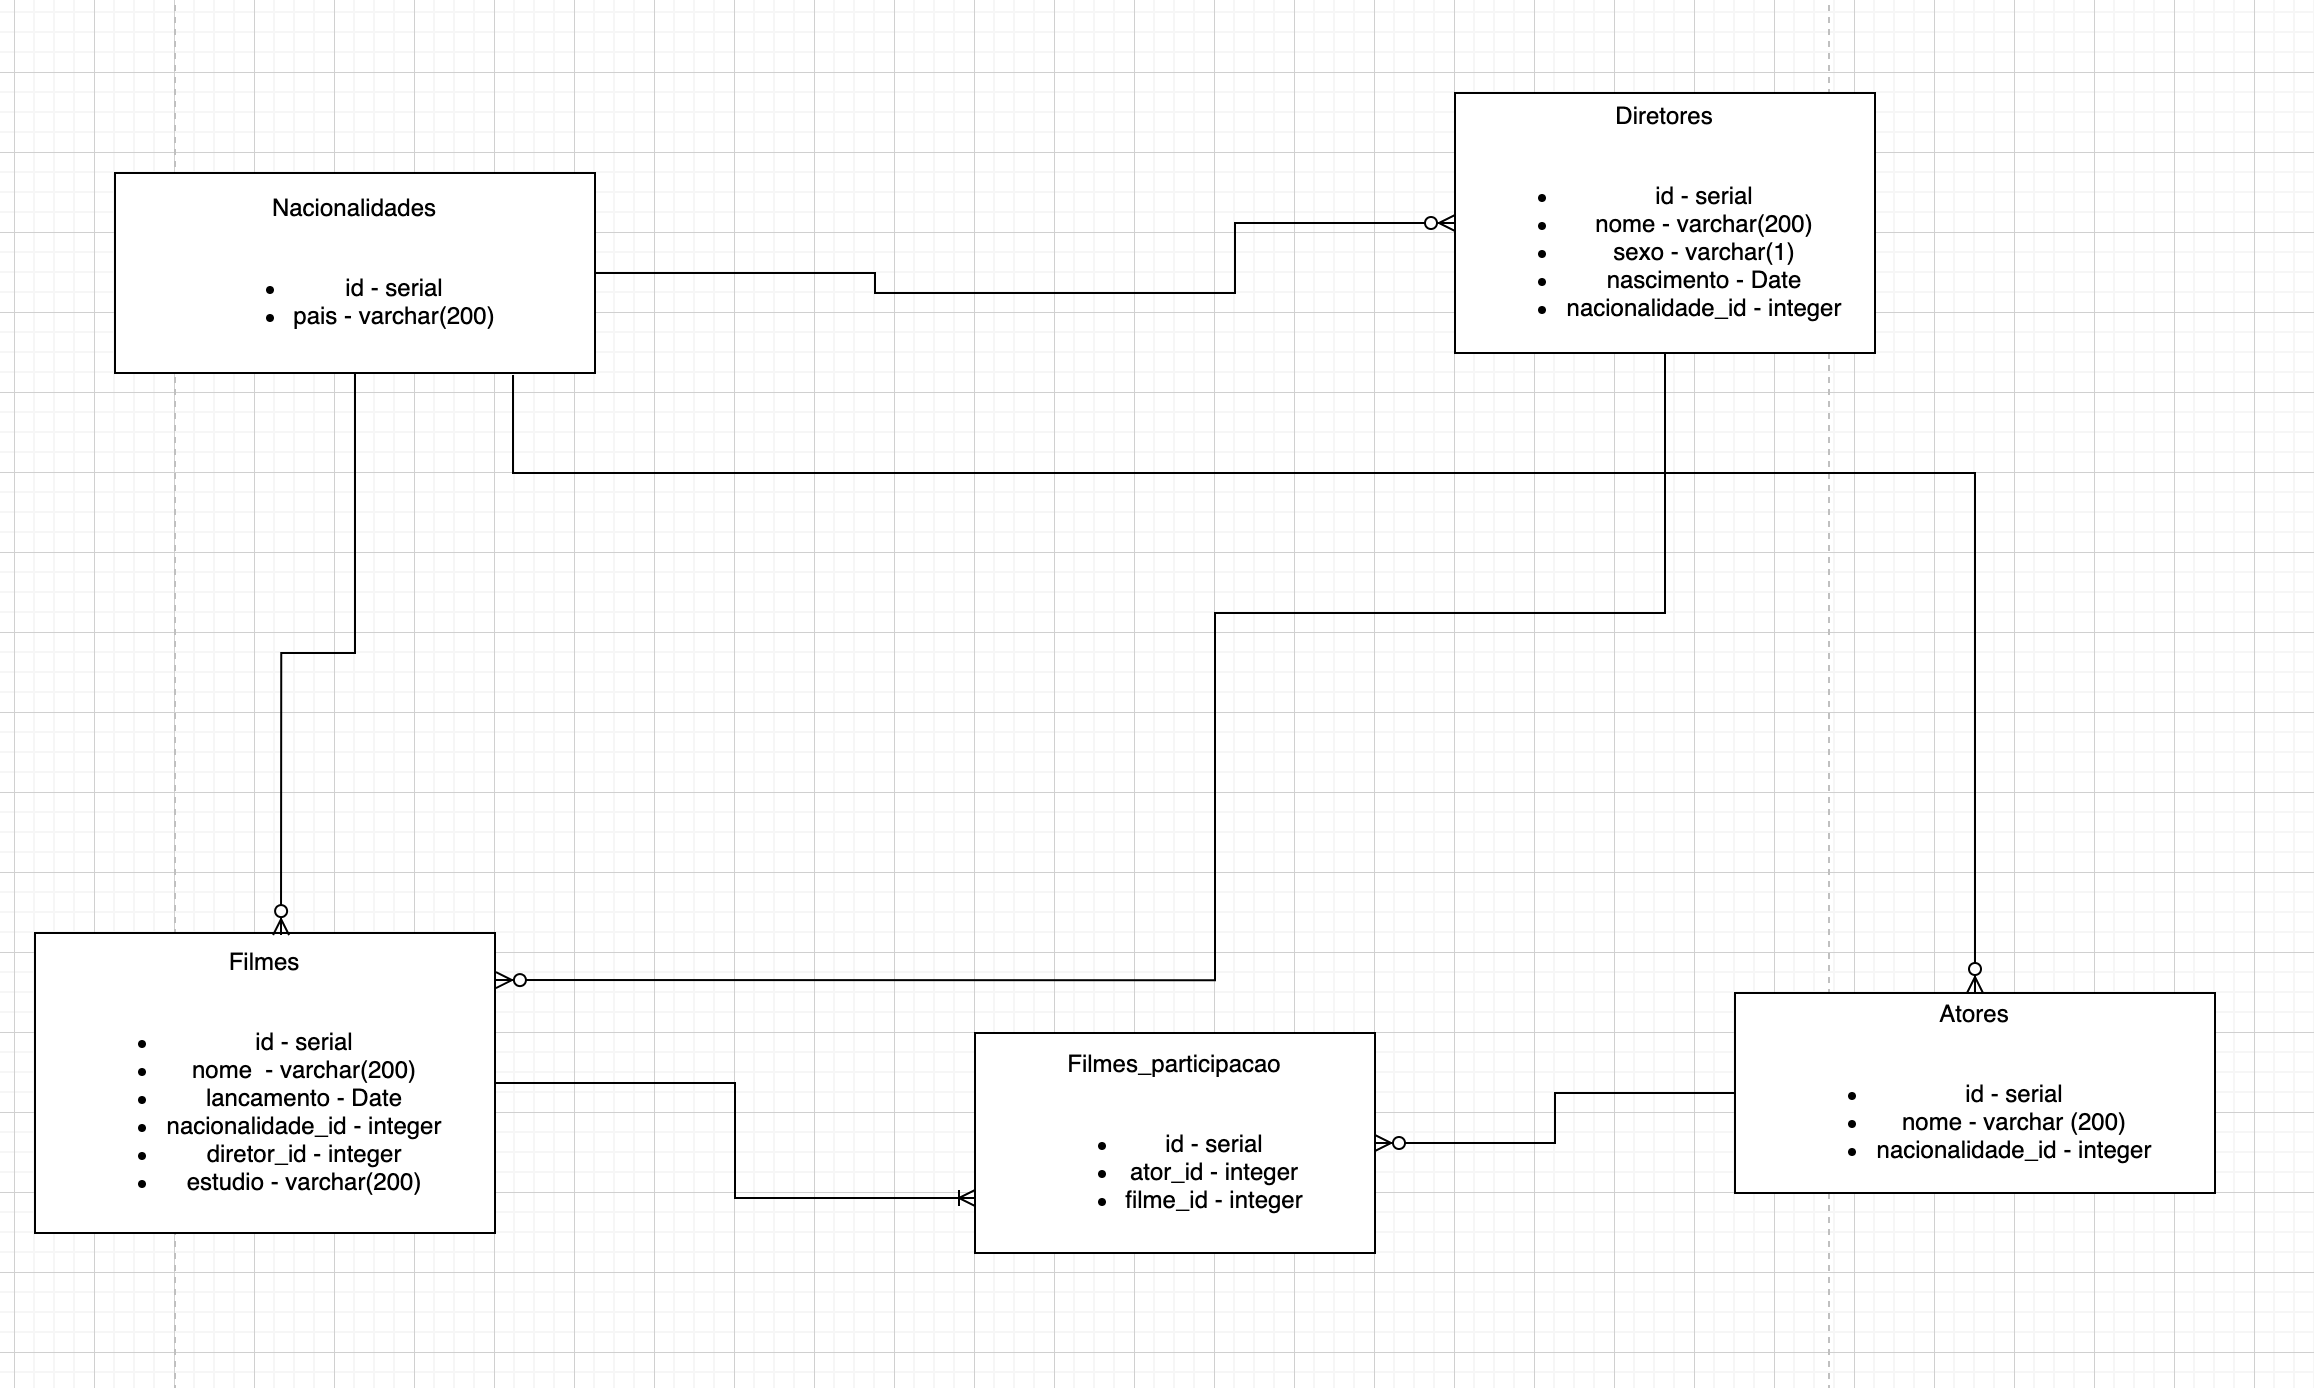 Nacionalidades
id - serial
pais - varchar(200)
Diretores
id - serial
nome - varchar(200)
sexo - varchar(1)
nascimento - Date
nacionalidade_id - integer
Filmes
id - serial
nome  - varchar(200)
lancamento - Date
nacionalidade_id - integer
diretor_id - integer
estudio - varchar(200)
Filmes_participacao
id - serial
ator_id - integer
filme_id - integer
Atores
id - serial
nome - varchar (200)
nacionalidade_id - integer